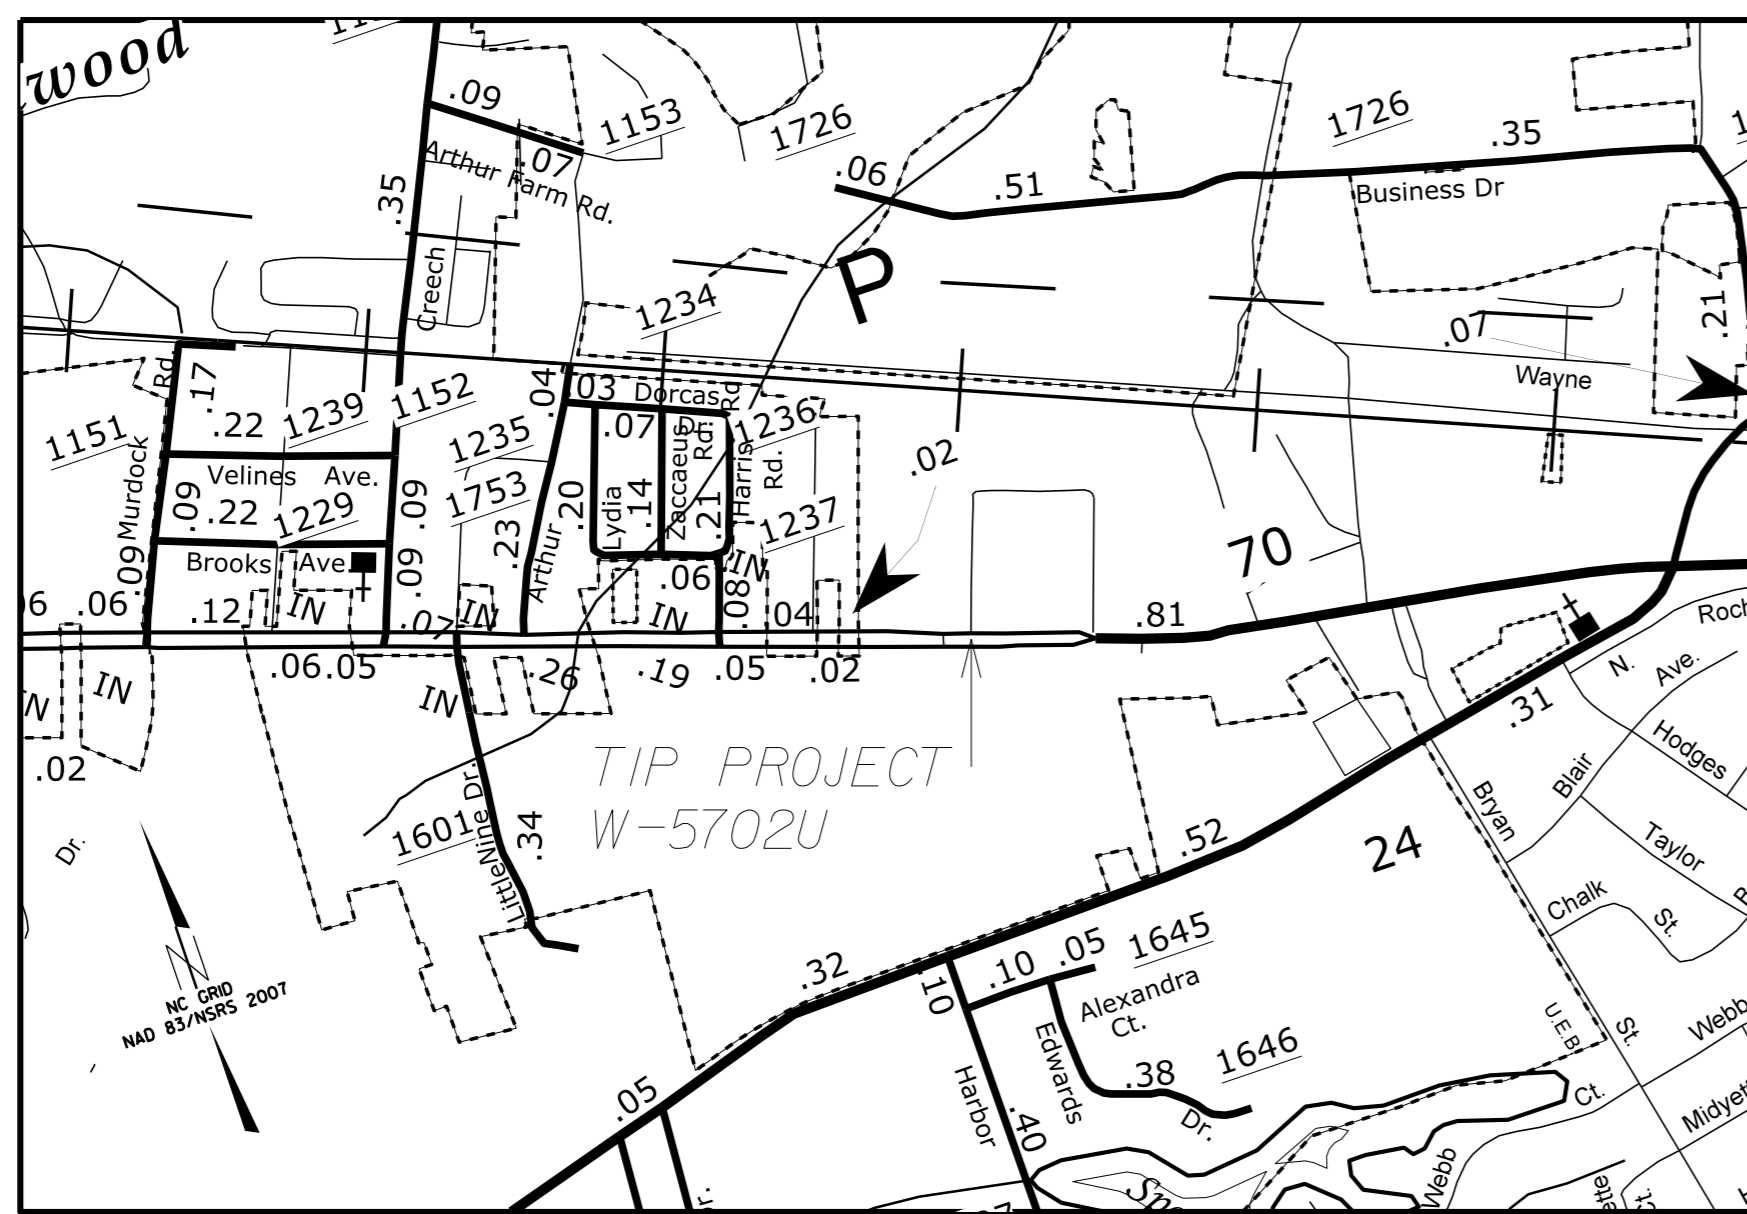 wood
.09
1153
1726
1726
.35
Arthur Farm Rd.
.07
.06
.51
Business Dr
.35
Creech
P
1234
.21
.07
Wayne
Rd.
.17
.22
1239
1152
.04
.03
Dorcas
Dr.
Rd
1236
1151
Murdock
1235
.07
Zaccaeus
Rd.
Harris
Rd.
.02
Velines Ave.
.09
.22
1229
.09
1753
.20
Lydia
.14
.21
1237
.23
Arthur
70
Brooks Ave.
.09
.09
IN
.06
.08
.06
.12
IN
.07
IN
IN
.04
.81
Roch
N.
Ave.
.06
.05
.26
.19
.05
.02
IN
IN
IN
.31
Hodges
.02
TIP PROJECT
W-5702U
Blair
Bryan
Dr.
1601
LittleNine Dr.
.34
.52
24
Taylor
Chalk
St.
1645
.05
.10
.32
.10
Alexandra
Ct.
NC GRID
NAD 83/NSRS 2007
Edwards
1646
U.E.B.
St.
Webb
.38
.05
Harbor
.40
Dr.
Ct.
Midyette
Webb